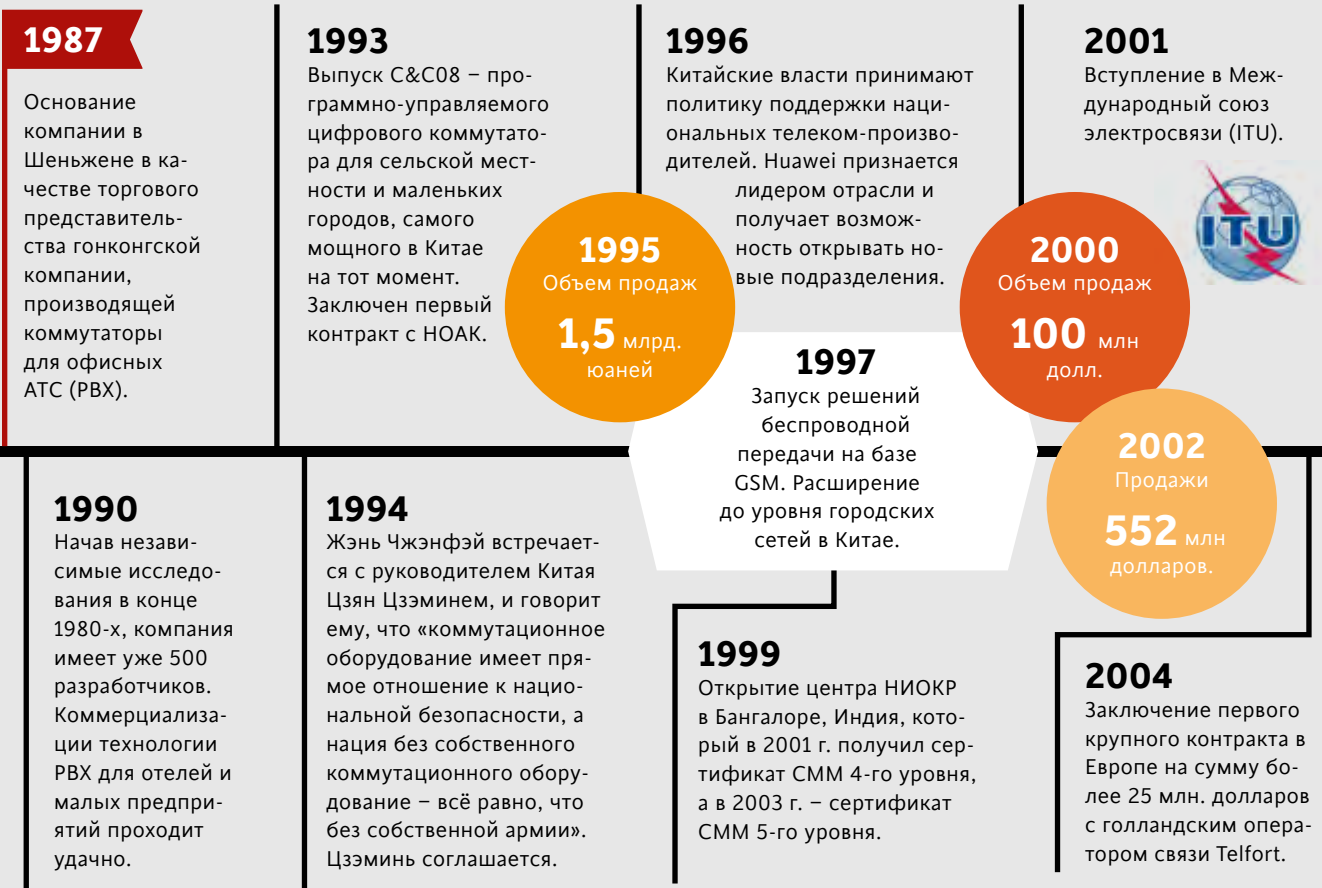 1987
Основание
компании в
Шеньжене в ка-
честве торгового
представитель-
ства гонконгской
компании,
производящей
коммутаторы
для офисных
АТС (PBX).
1990
Начав незави-
симые исследо-
вания в конце
1980-х, компания
имеет уже 500
разработчиков.
Коммерциализа-
ции технологии
PBX для отелей и
малых предпри-
ятий проходит
удачно.
1993
Выпуск C&C08 – про-
граммно-управляемого
цифрового коммутато-
ра для сельской мест-
ности и маленьких
городов, самого
мощного в Китае
на тот момент.
Заключен первый
контракт с НОАК.
1994
Жэнь Чжэнфэй встречает-
ся с руководителем Китая
Цзян Цзэминем, и говорит
ему, что «коммутационное
оборудование имеет пря-
мое отношение к нацио-
нальной безопасности, а
нация без собственного
коммутационного обору-
дование – всё равно, что
без собственной армии».
Цзэминь соглашается.
1995
Объем продаж
1,5 млрд.
юаней
1996
Китайские власти принимают
политику поддержки наци-
ональных телеком-произво-
дителей. Huawei признается
лидером отрасли и
получает возмож-
ность открывать но-
вые подразделения.
1997
Запуск решений
беспроводной
передачи на базе
GSM. Расширение
до уровня городских
сетей в Китае.
1999
Открытие центра НИОКР
в Бангалоре, Индия, кото-
рый в 2001 г. получил сер-
тификат CMM 4-го уровня,
а в 2003 г. – сертификат
CMM 5-го уровня.
2000
Объем продаж
100 млн
долл.
2001
Вступление в Меж-
дународный союз
электросвязи (ITU).
ITU
2002
Продажи
552 млн
долларов.
2004
Заключение первого
крупного контракта в
Европе на сумму бо-
лее 25 млн. долларов
с голландским опера-
тором связи Telfort.